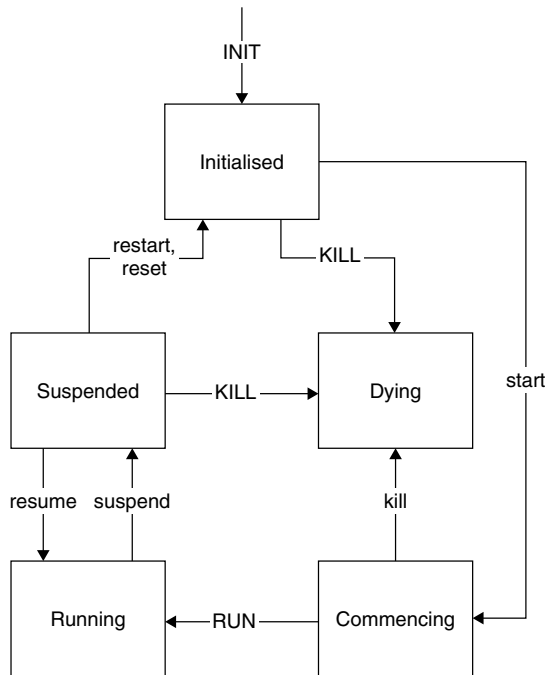 INIT
Initialised
restart,
reset
KILL
Suspended
KILL
Dying
start
resume
suspend
kill
Running
RUN
Commencing